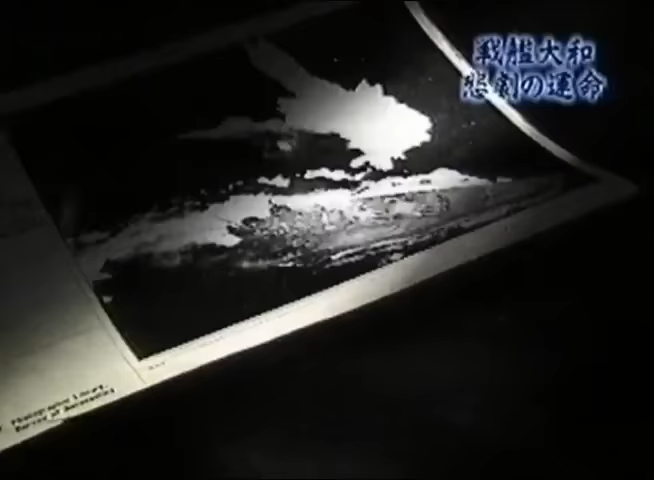 戦艦大和
悲劇の運命
Photographic Library,
Bureau of Aeronautics